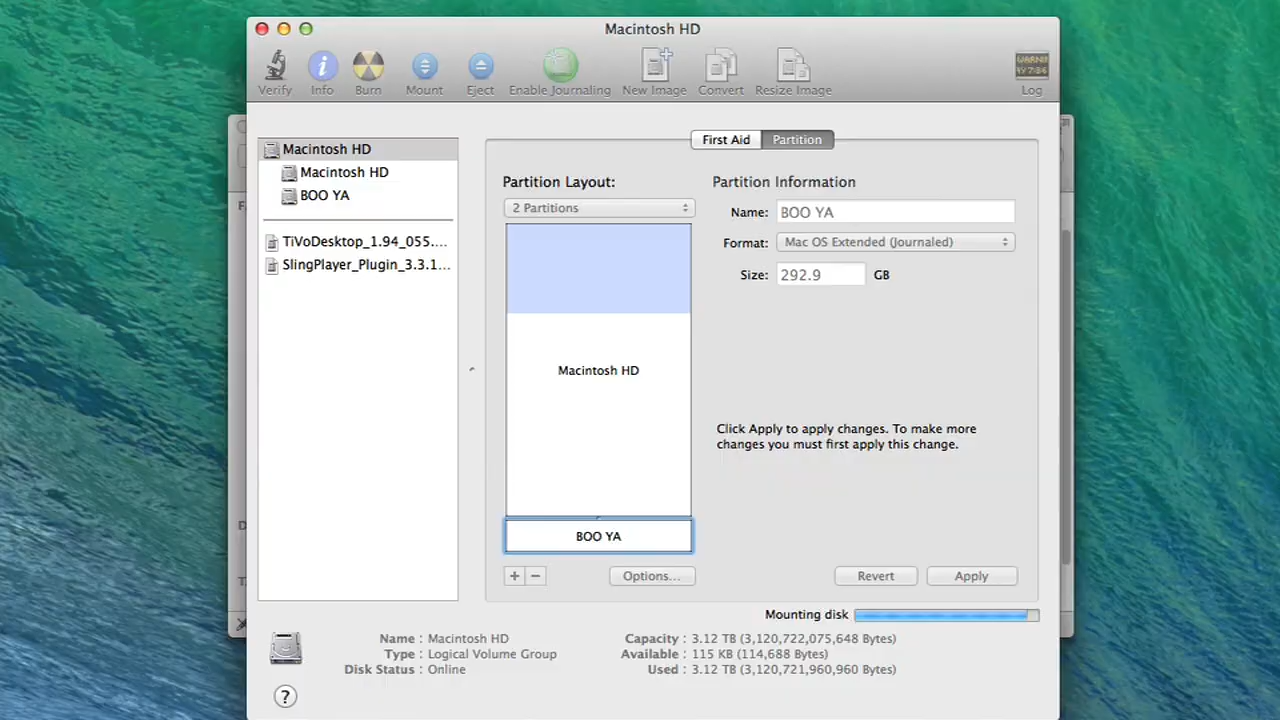 Macintosh HD
Verify
Info
Burn
Mount
Eject
Enable Journaling
New Image
Convert
Resize Image
WARNI
Log
Macintosh HD
Macintosh HD
BOO YA
TiVoDesktop_1.94_055....
SlingPlayer_Plugin_3.3.1...
First Aid
Partition
Partition Layout:
2 Partitions
Macintosh HD
BOO YA
Options...
Partition Information
Name: BOO YA
Format: Mac OS Extended (Journaled)
Size: 292.9 GB
Click Apply to apply changes. To make more
changes you must first apply this change.
Revert
Apply
Mounting disk
Name : Macintosh HD
Type : Logical Volume Group
Disk Status : Online
Capacity : 3.12 TB (3,120,722,075,648 Bytes)
Available : 115 KB (114,688 Bytes)
Used : 3.12 TB (3,120,721,960,960 Bytes)
?